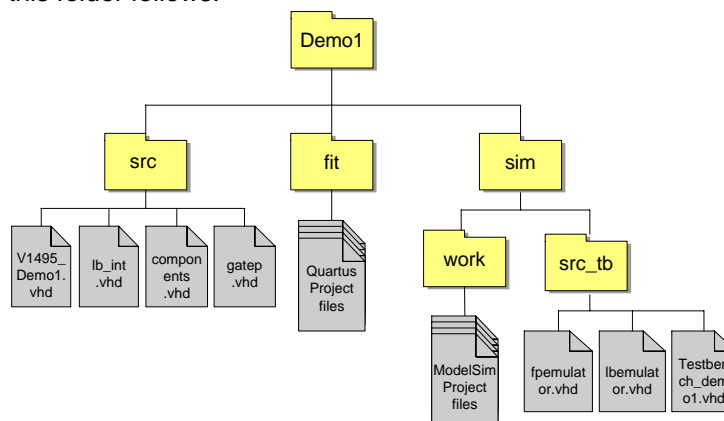 this folder follows.
Demo1
src
fit
sim
V1495_
Demo1.
vhd
lb_int
.vhd
compon
ents
.vhd
gatep
.vhd
Quartus
Project
files
work
src_tb
ModelSim
Project
files
fpemulat
or.vhd
lbemulat
or.vhd
Testben
ch_dem
o1.vhd